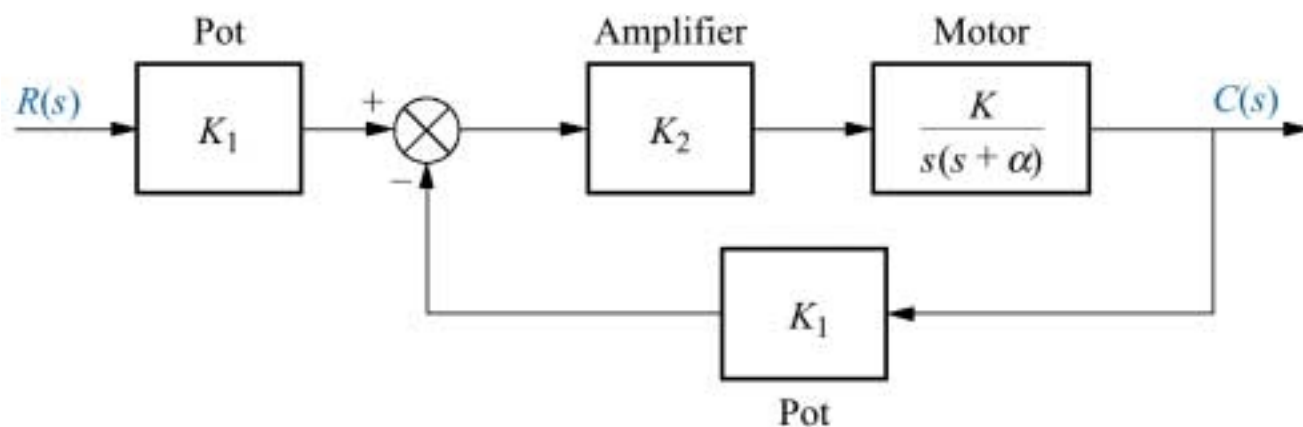 Pot
Amplifier
Motor
R(s)
K₁
+
−
K₂
K
s(s + α)
C(s)
K₁
Pot